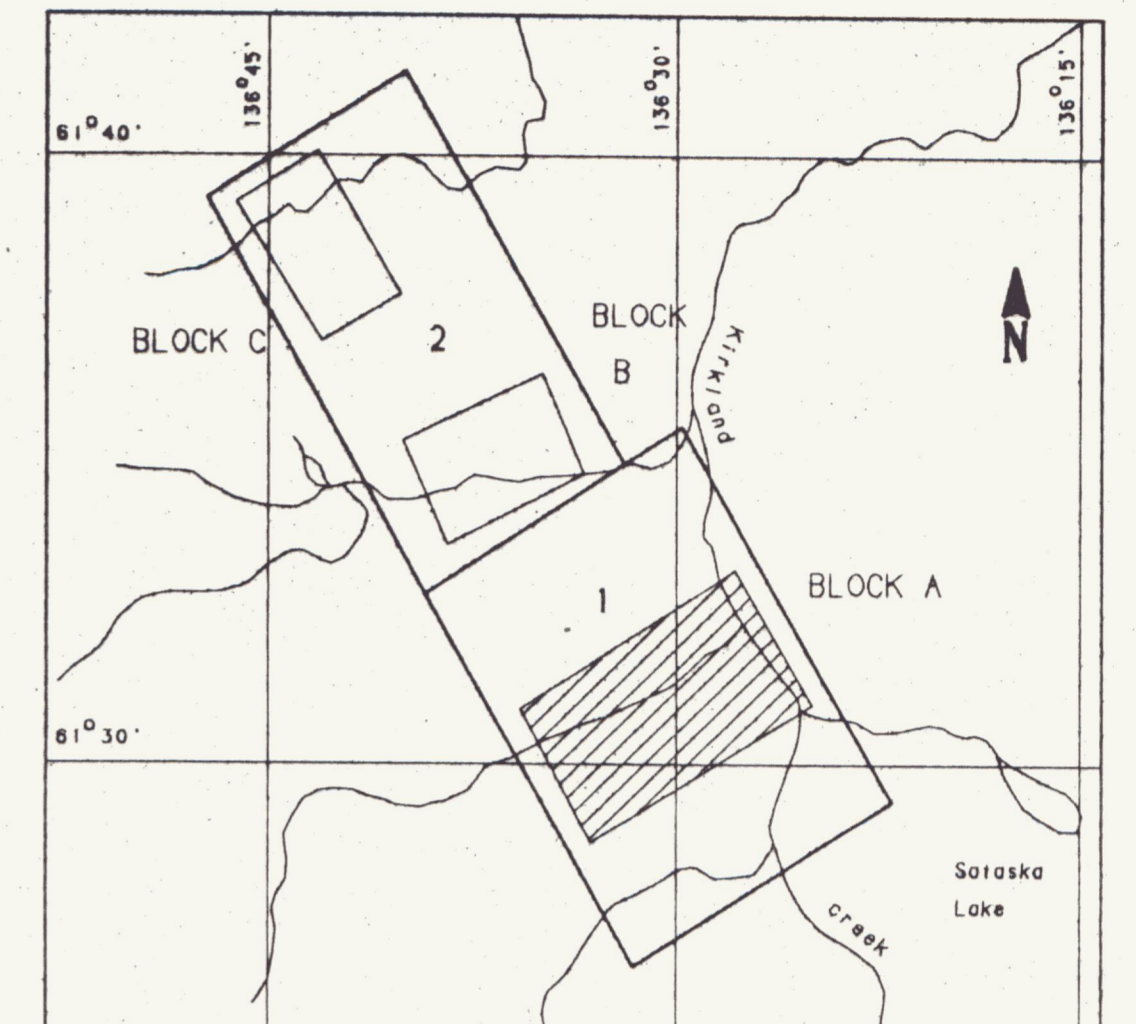 136°45'
136°30'
136°15'
61°40'
BLOCK C
2
BLOCK
B
Kirkland
N
1
BLOCK A
61°30'
Sataska
Lake
creek